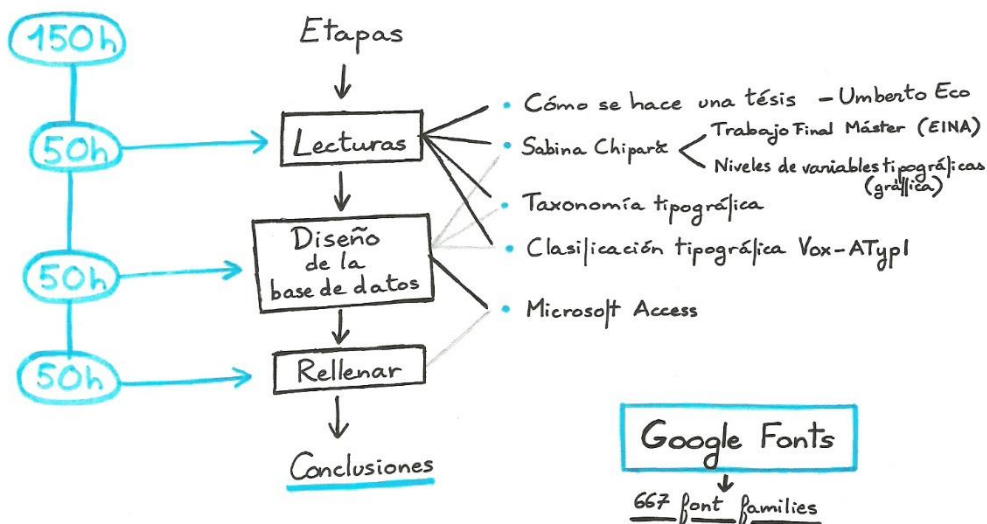 150h
Etapas
50h
Lecturas
• Cómo se hace una tésis - Umberto Eco
• Sabina Chipară
Trabajo Final Máster (EINA)
Niveles de variables tipográficas
(gráfica)
• Taxonomía tipográfica
50h
Diseño
de la
base de datos
• Clasificación tipográfica Vox-ATypI
• Microsoft Access
50h
Rellenar
Conclusiones
Google Fonts
667 font families